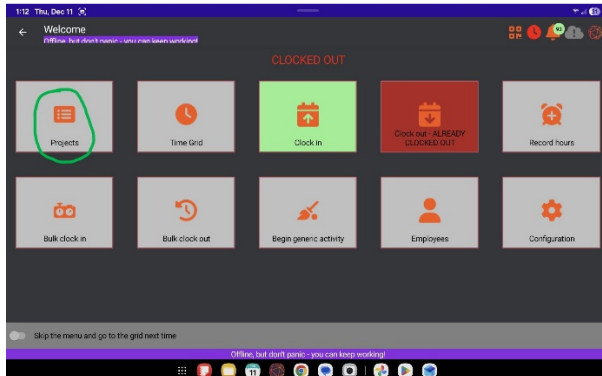 1:12 Thu, Dec 11
Welcome
Offline, but don't panic - you can keep working!
92
CLOCKED OUT
Projects
Time Grid
Clock in
Clock out - ALREADY
CLOCKED OUT
Record hours
Bulk clock in
Bulk clock out
Begin generic activity
Employees
Configuration
Skip the menu and go to the grid next time
Offline, but don't panic - you can keep working!
11